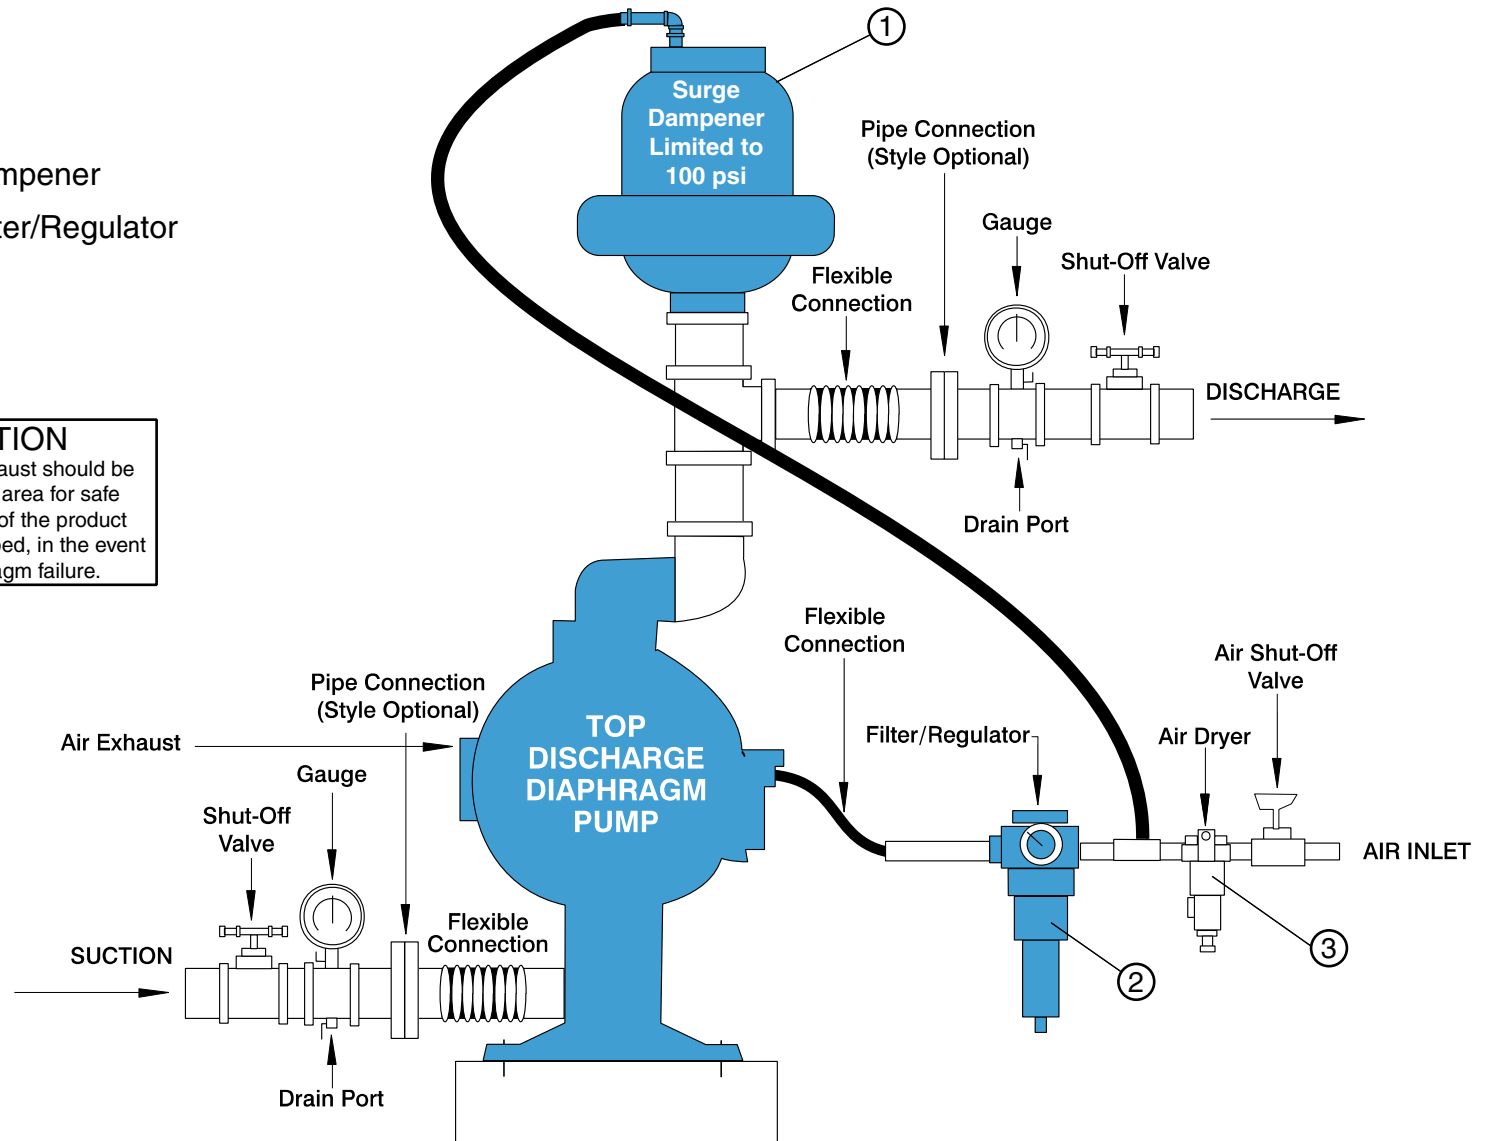 1
Surge
Dampener
Limited to
100 psi
Pipe Connection
(Style Optional)
mpener
ter/Regulator
Gauge
Shut-Off Valve
Flexible
Connection
DISCHARGE
TION
aust should be
area for safe
of the product
ped, in the event
agm failure.
Drain Port
Flexible
Connection
Air Shut-Off
Valve
Pipe Connection
(Style Optional)
Air Exhaust
TOP
DISCHARGE
DIAPHRAGM
PUMP
Filter/Regulator
Air Dryer
Gauge
Shut-Off
Valve
AIR INLET
Flexible
Connection
SUCTION
3
2
Drain Port